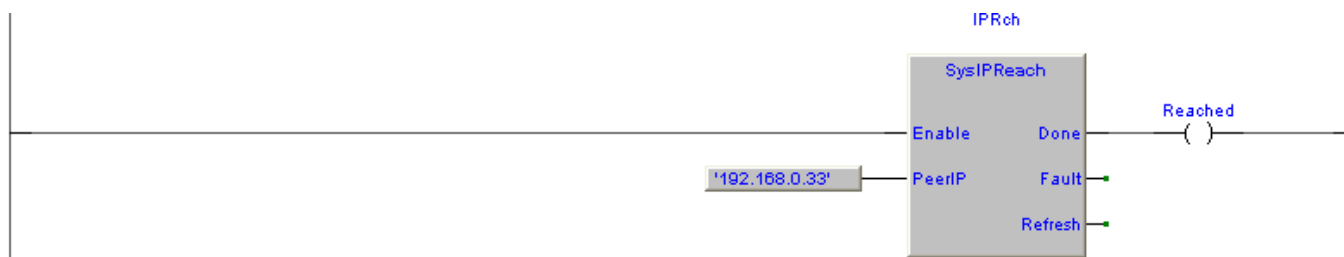 IPRch
SysIPReach
Reached
Enable Done
'192.168.0.33' PeerIP Fault
Refresh